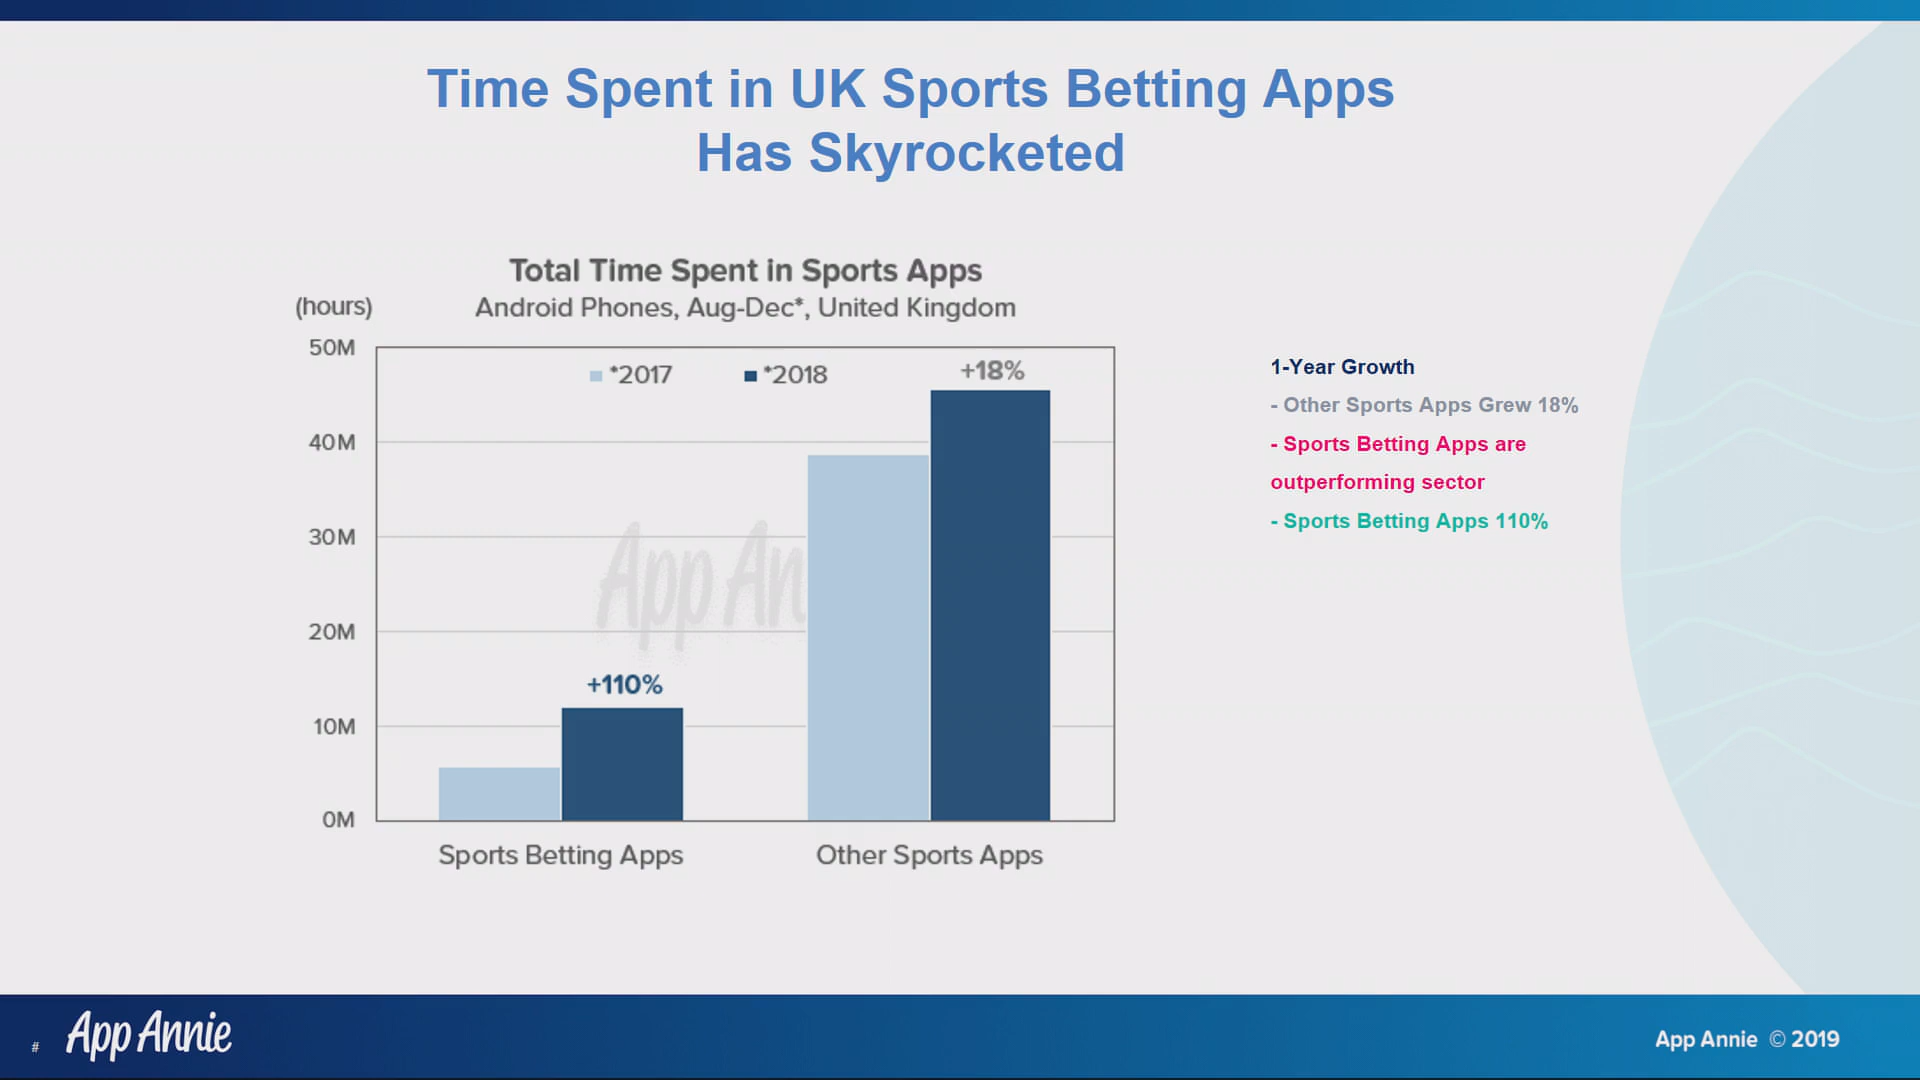 Time Spent in UK Sports Betting Apps
Has Skyrocketed
Total Time Spent in Sports Apps
(hours)
Android Phones, Aug-Dec*, United Kingdom
50M
40M
30M
20M
10M
0M
*2017
*2018
+18%
+110%
App An
Sports Betting Apps
Other Sports Apps
1-Year Growth
- Other Sports Apps Grew 18%
- Sports Betting Apps are
outperforming sector
- Sports Betting Apps 110%
#
App Annie
App Annie © 2019